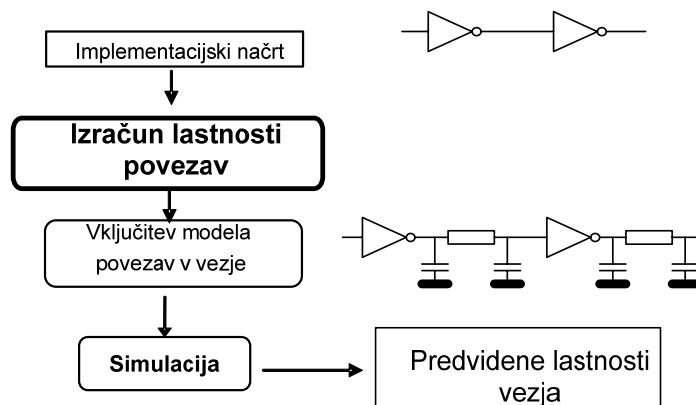 Implementacijski načrt
Izračun lastnosti
povezav
Vključitev modela
povezav v vezje
Simulacija
Predvidene lastnosti
vezja